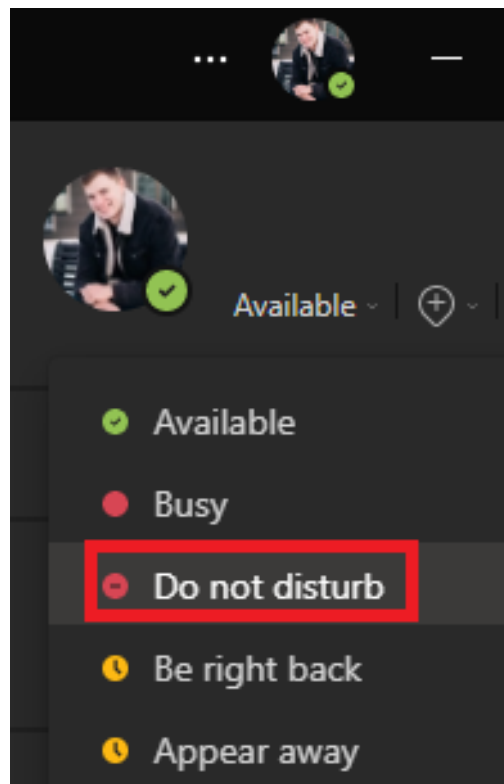 Available
Available
Busy
Do not disturb
Be right back
Appear away